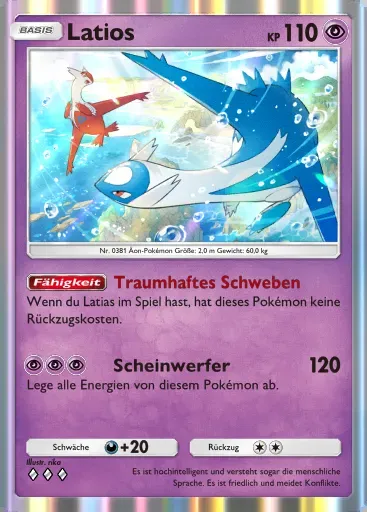 BASIS
Latios
KP 110
Nr. 0381 Äon-Pokémon Größe: 2,0 m Gewicht: 60,0 kg
Fähigkeit Traumhaftes Schweben
Wenn du Latias im Spiel hast, hat dieses Pokémon keine
Rückzugskosten.
Scheinwerfer 120
Lege alle Energien von diesem Pokémon ab.
Schwäche +20 Rückzug
Illustr. rika
Es ist hochintelligent und versteht sogar die menschliche
Sprache. Es ist friedlich und meidet Konflikte.